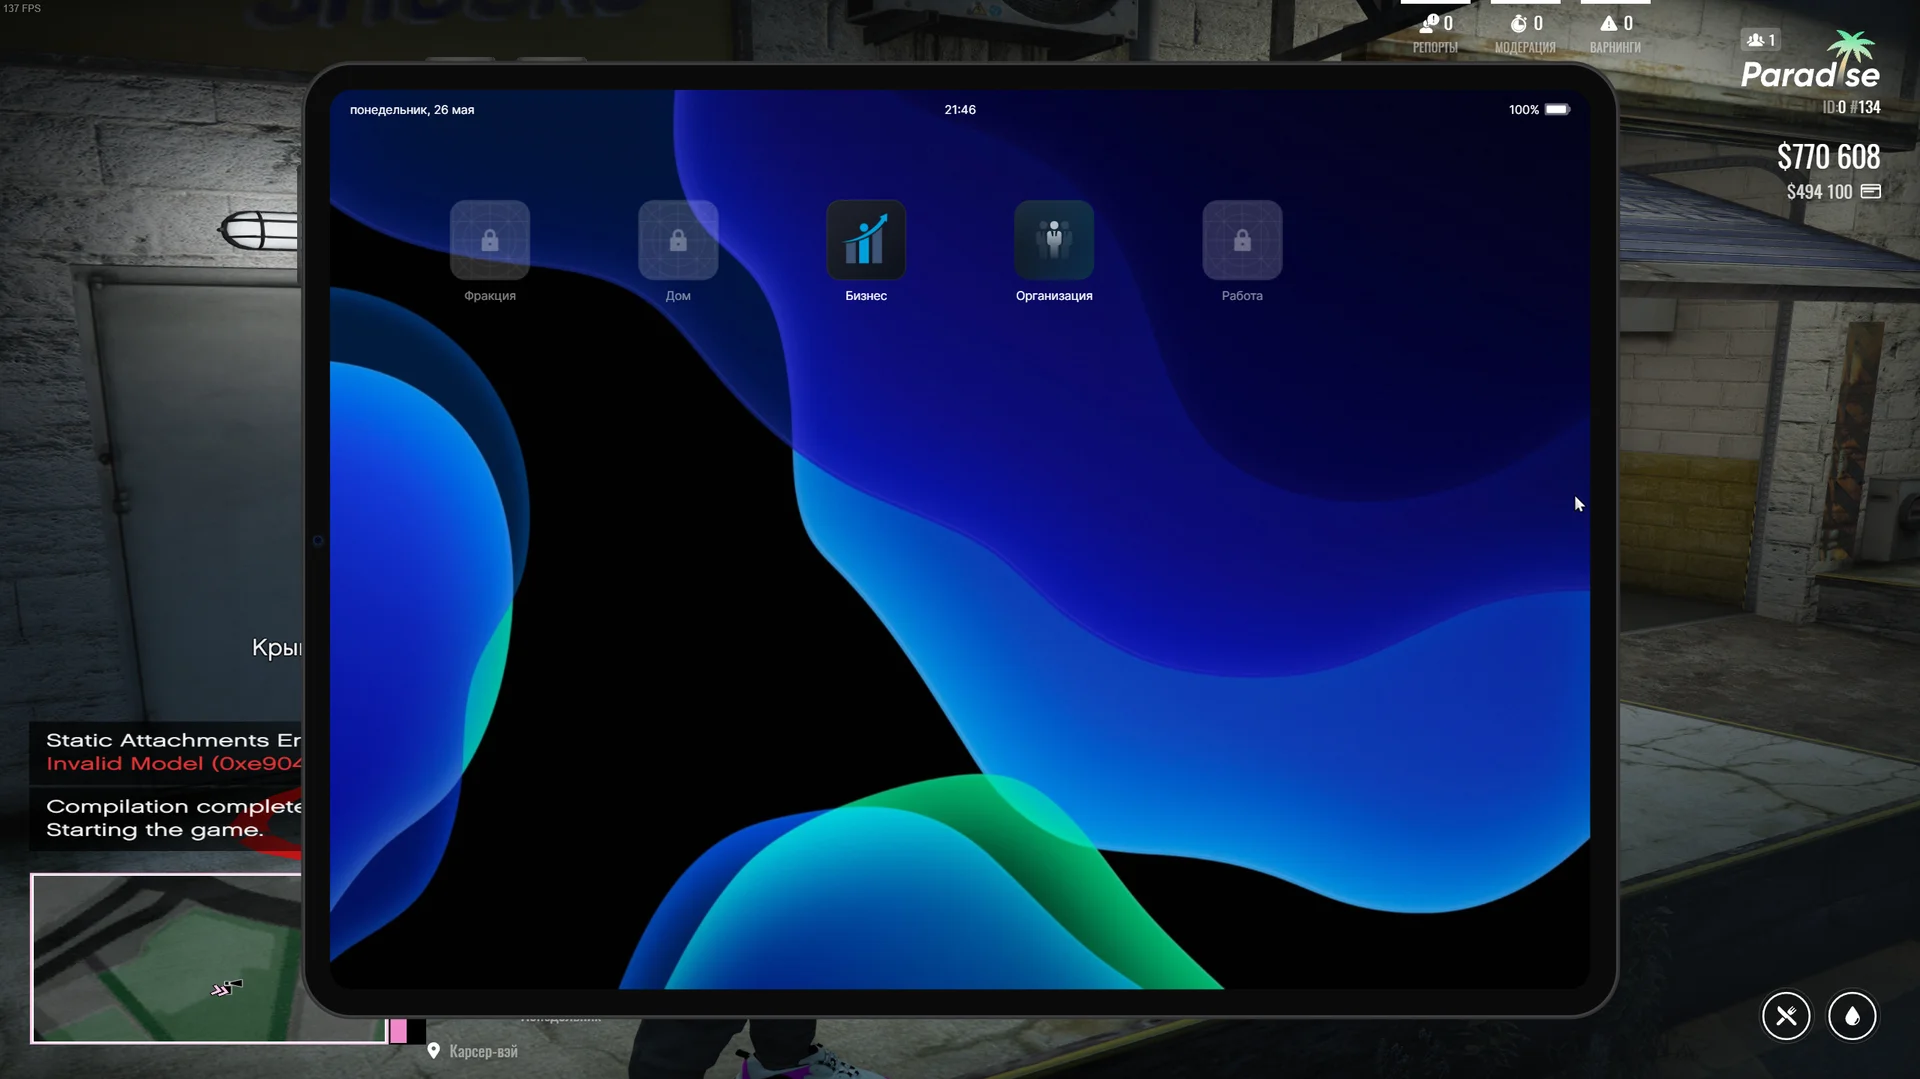 137 FPS
0
РЕПОРТЫ
0
МОДЕРАЦИЯ
0
ВАРНИНГИ
1
Paradise
ID:0 #134
$770 608
$494 100
понедельник, 26 мая
21:46
100%
Фракция
Дом
Бизнес
Организация
Работа
Static Attachments Er
Invalid Model (0xe904
Compilation complete
Starting the game.
Карсер-вэй